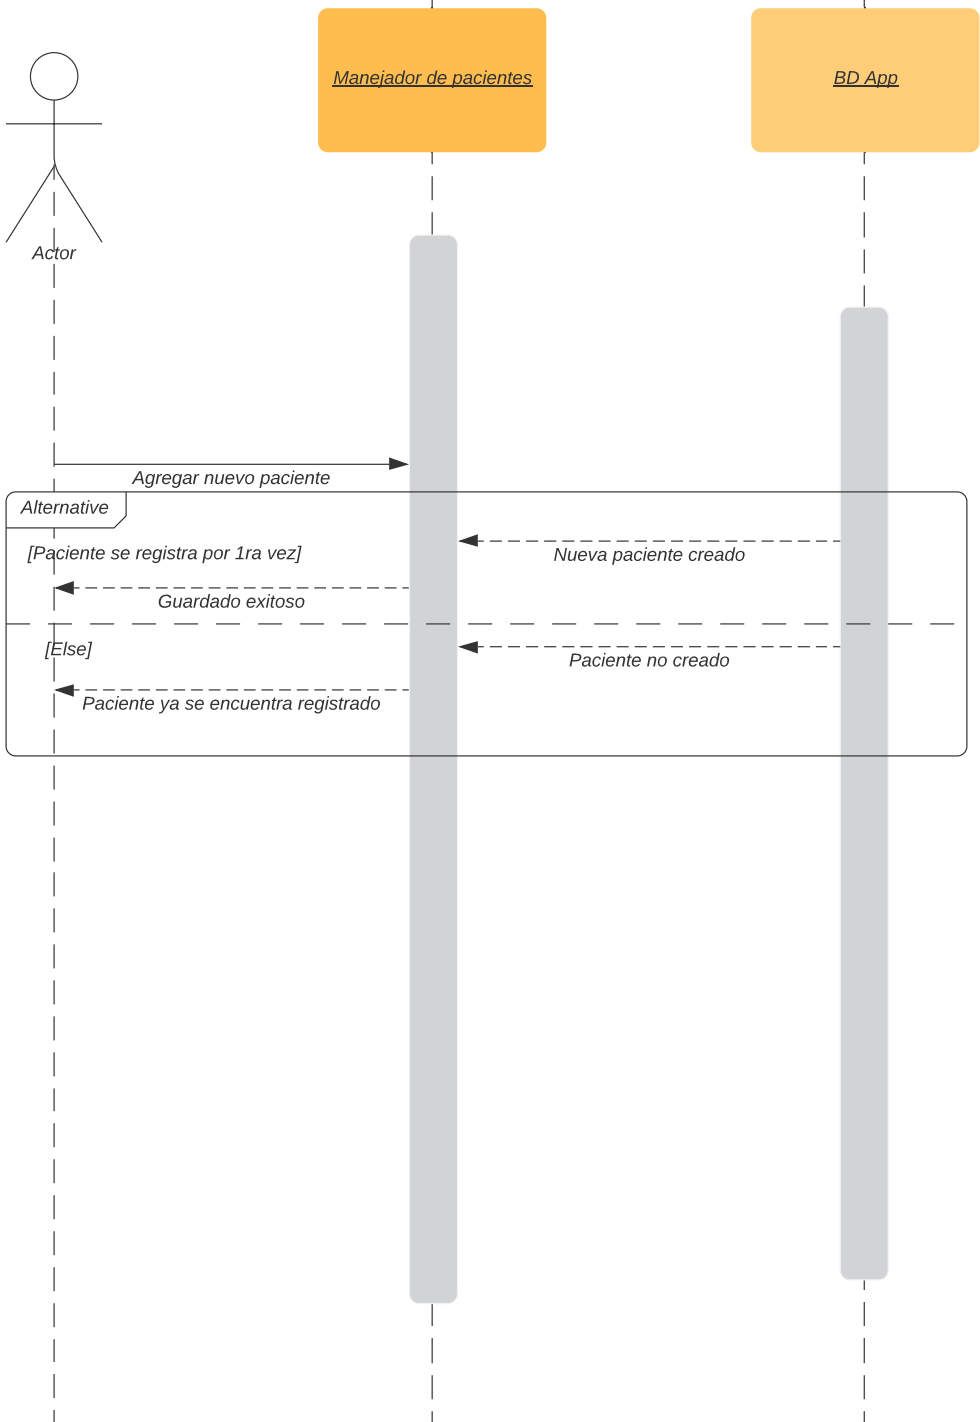 Manejador de pacientes
BD App
Actor
Agregar nuevo paciente
Alternative
[Paciente se registra por 1ra vez]
Nueva paciente creado
Guardado exitoso
[Else]
Paciente no creado
Paciente ya se encuentra registrado